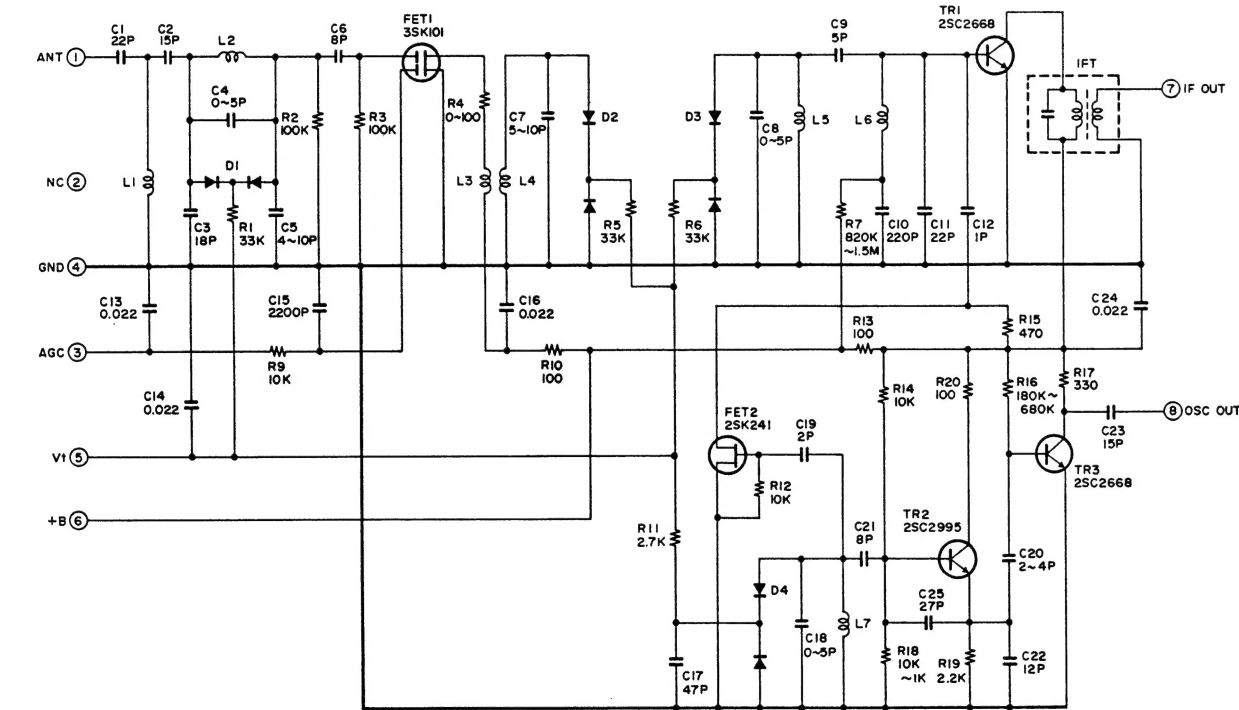 TR1
2SC2668
FET1
3SK101
C1
22P
C2
15P
L2
C6
8P
C9
5P
IFT
ANT 1
7 IF OUT
C4
0~5P
R2
100K
R3
100K
R4
0~100
C7
5~10P
D2
D3
C8
0~5P
L5
L6
D1
NC 2
L1
L3
L4
C3
18P
R1
33K
C5
4~10P
R5
33K
R6
33K
R7
820K
~1.5M
C10
220P
C11
22P
C12
1P
GND 4
C13
0.022
C15
2200P
C16
0.022
C24
0.022
R13
100
R15
470
AGC 3
R9
10K
R10
100
C14
0.022
R14
10K
R20
100
R16
180K~
680K
R17
330
FET2
2SK241
C19
2P
8 OSC OUT
C23
15P
Vt 5
R12
10K
TR3
2SC2668
+B 6
R11
2.7K
C21
8P
TR2
2SC2995
C20
2~4P
D4
C25
27P
C18
0~5P
L7
C17
47P
R18
10K
~1K
R19
2.2K
C22
12P